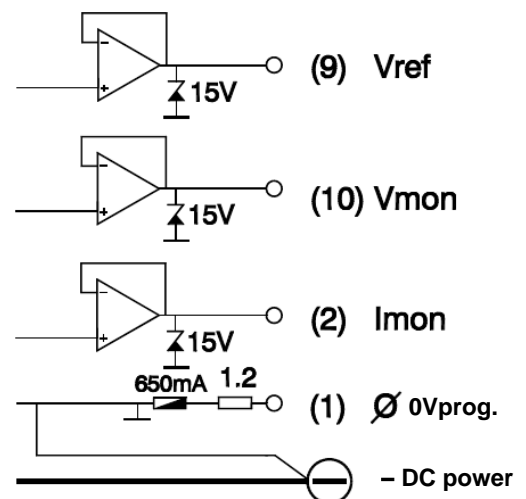 (9) Vref
15V
(10) Vmon
15V
(2) Imon
15V
650mA 1.2
(1) Ø 0Vprog.
– DC power